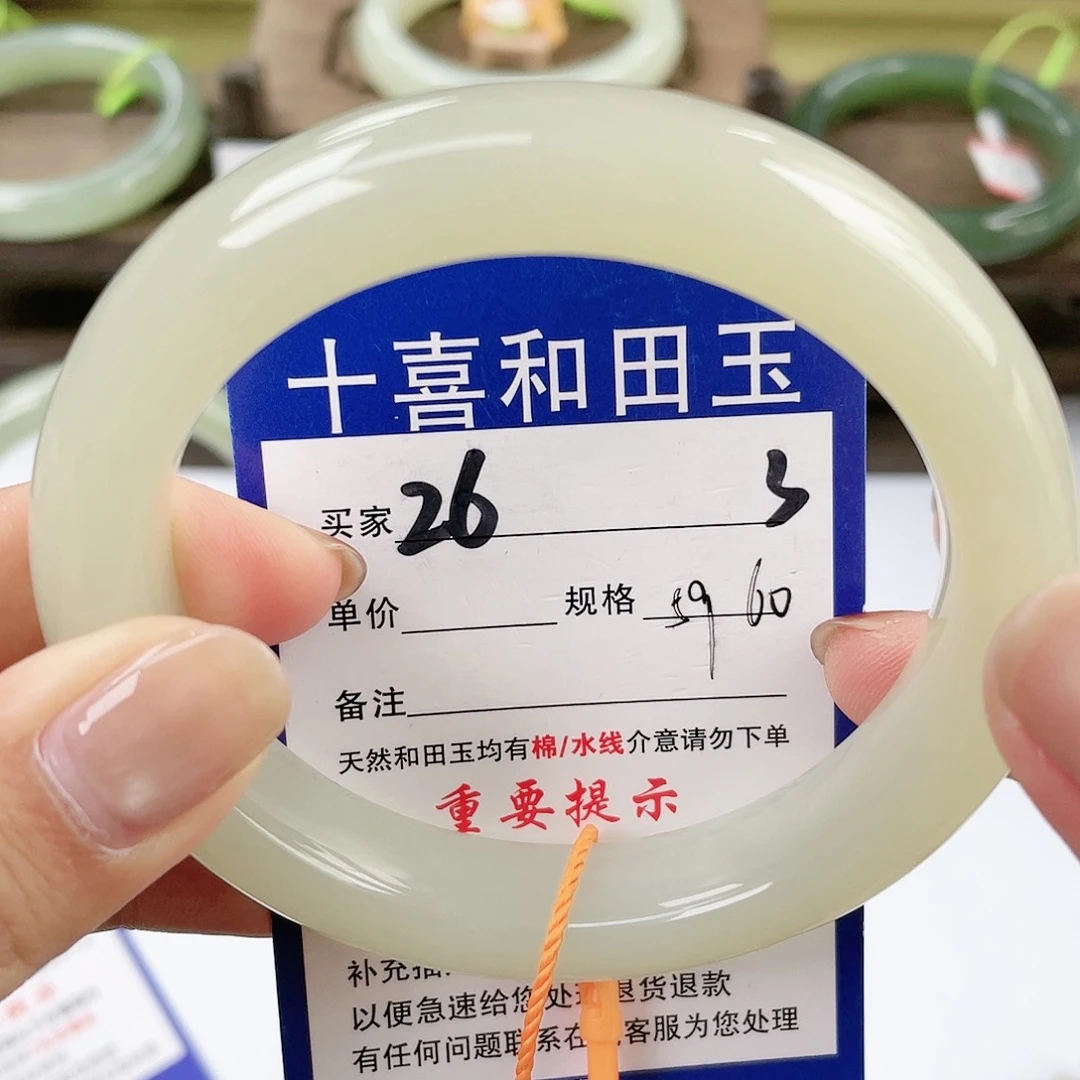 十喜和田玉
买家 26 3
单价 规格 59 60
备注
天然和田玉均有棉/水线介意请勿下单
重要提示
补充
以便急速给您处 退货退款
有任何问题联系在 客服为您处理